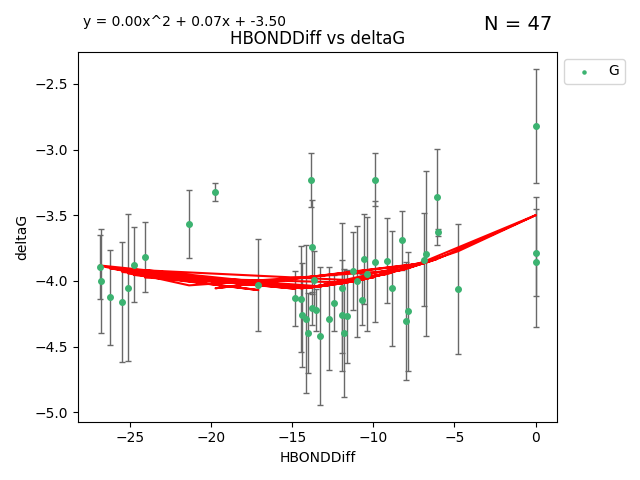 y = 0.00x^2 + 0.07x + -3.50
N = 47
HBONDDiff vs deltaG
G
−2.5
−3.0
−3.5
−4.0
−4.5
−5.0
deltaG
−25
−20
−15
−10
−5
0
HBONDDiff